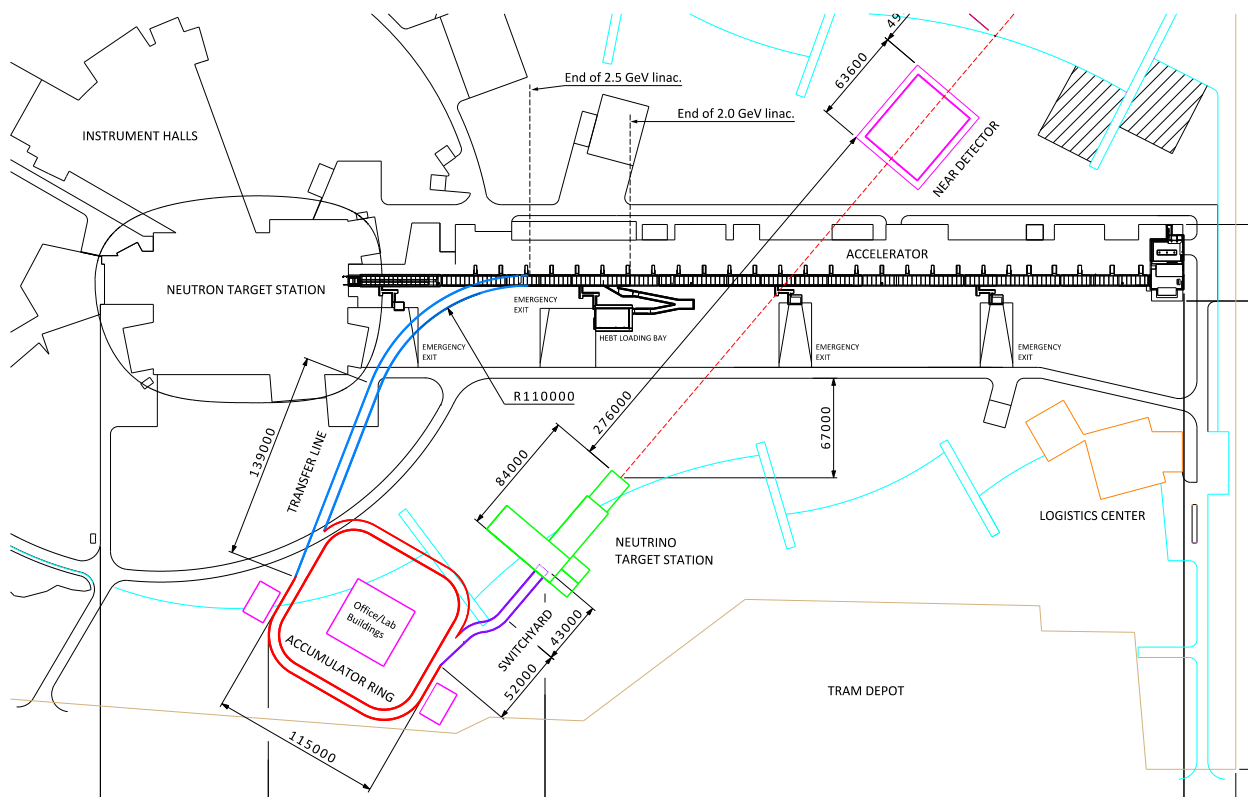 49
63600
End of 2.5 GeV linac.
End of 2.0 GeV linac.
INSTRUMENT HALLS
NEAR DETECTOR
ACCELERATOR
NEUTRON TARGET STATION
EMERGENCY
EXIT
HEBT LOADING BAY
EMERGENCY
EXIT
EMERGENCY
EXIT
EMERGENCY
EXIT
R110000
276000
67000
139000
TRANSFER LINE
84000
LOGISTICS CENTER
NEUTRINO
TARGET STATION
Office/Lab
Buildings
ACCUMULATOR RING
SWITCHYARD
43000
52000
TRAM DEPOT
115000